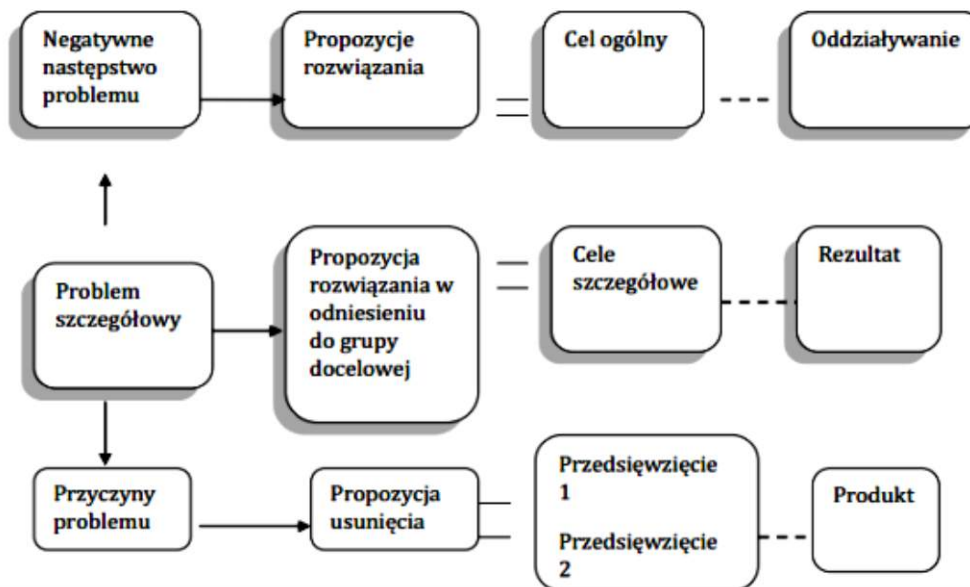 Negatywne
następstwo
problemu
Propozycje
rozwiązania
Cel ogólny
Oddziaływanie
Problem
szczegółowy
Propozycja
rozwiązania w
odniesieniu
do grupy
docelowej
Cele
szczegółowe
Rezultat
Przyczyny
problemu
Propozycja
usunięcia
Przedsięwzięcie
1
Przedsięwzięcie
2
Produkt